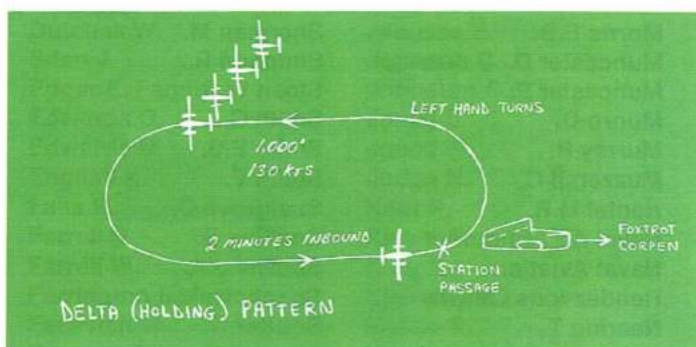 LEFT HAND TURNS
1,000'
130 KTS
2 MINUTES INBOUND
STATION
PASSAGE
FOXTROT
CORPEN
DELTA (HOLDING) PATTERN